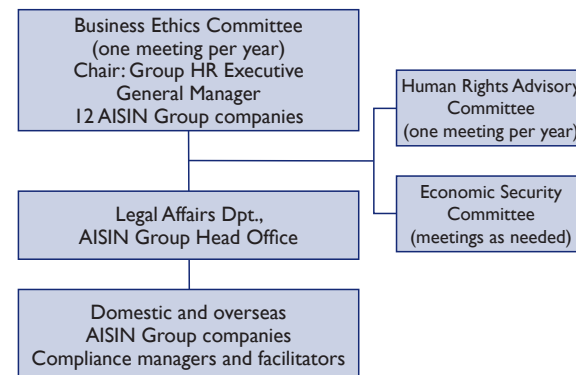 Business Ethics Committee
(one meeting per year)
Chair: Group HR Executive
General Manager
12 AISIN Group companies
Human Rights Advisory
Committee
(one meeting per year)
Economic Security
Committee
(meetings as needed)
Legal Affairs Dpt.,
AISIN Group Head Office
Domestic and overseas
AISIN Group companies
Compliance managers and facilitators